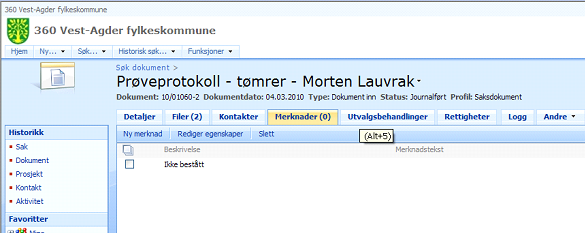 360 Vest-Agder fylkeskommune
360 Vest-Agder fylkeskommune
Hjem Ny... Søk... Historisk søk... Funksjoner
Søk dokument >
Prøveprotokoll - tømrer - Morten Lauvrak
Dokument: 10/01060-2 Dokumentdato: 04.03.2010 Type: Dokument inn Status: Journalført Profil: Saksdokument
Detaljer Filer (2) Kontakter Merknader (0) Utvalgsbehandlinger Rettigheter Logg Andre
Ny merknad Rediger egenskaper Slett
(Alt+5)
Historikk
Sak
Dokument
Prosjekt
Kontakt
Aktivitet
Favoritter
Beskrivelse Merknadstekst
Ikke bestått